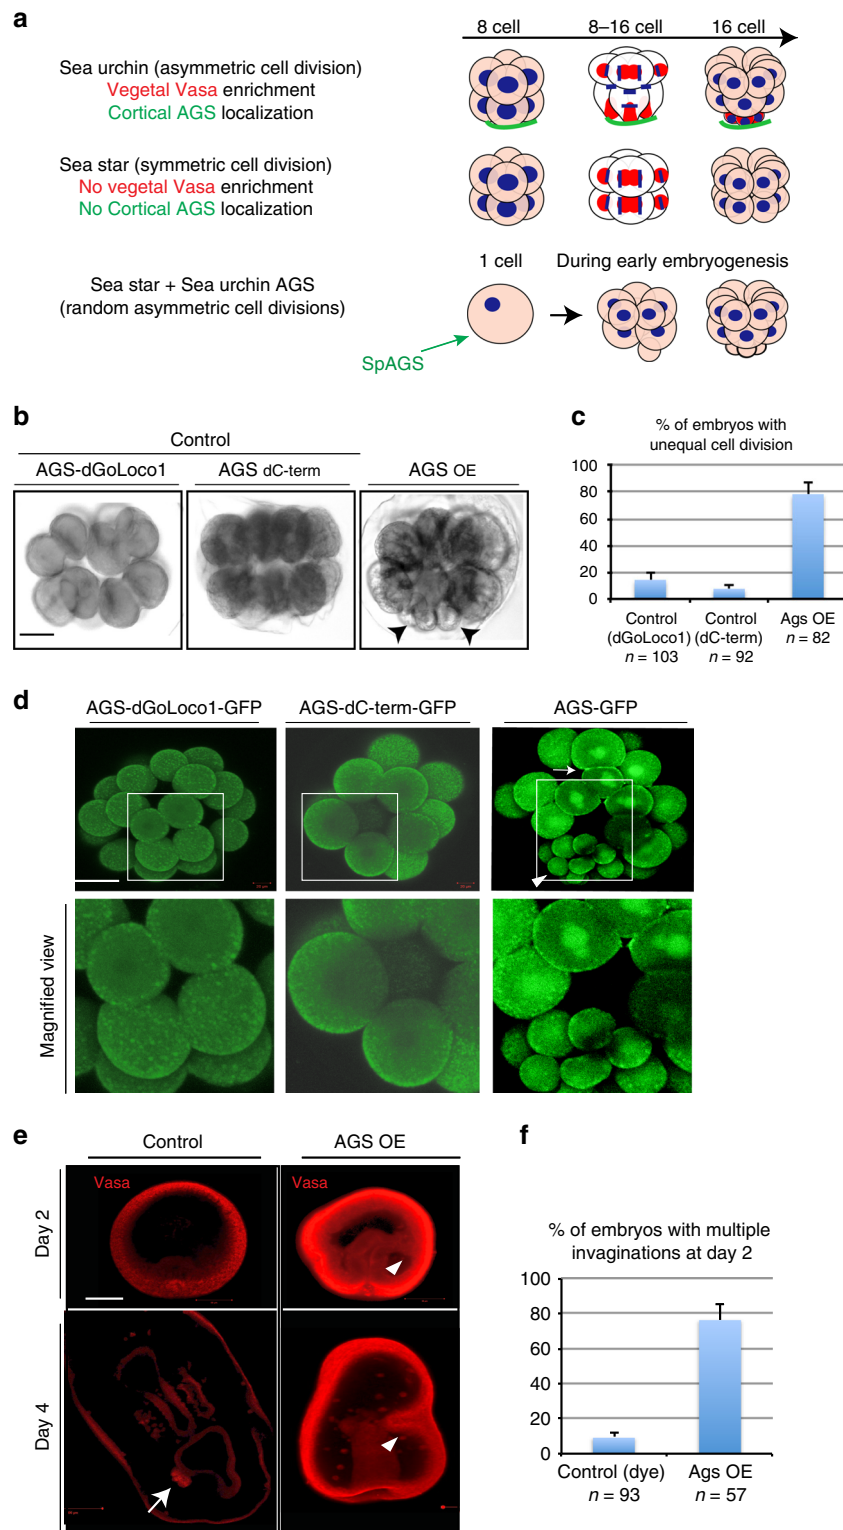 a
8 cell
8–16 cell
16 cell
Sea urchin (asymmetric cell division)
Vegetal Vasa enrichment
Cortical AGS localization
Sea star (symmetric cell division)
No vegetal Vasa enrichment
No Cortical AGS localization
1 cell
During early embryogenesis
Sea star + Sea urchin AGS
(random asymmetric cell divisions)
SpAGS
b
Control
AGS-dGoLoco1
AGS dC-term
AGS OE
c
% of embryos with
unequal cell division
100
80
60
40
20
0
Control
(dGoLoco1)
n = 103
Control
(dC-term)
n = 92
Ags OE
n = 82
d
AGS-dGoLoco1-GFP
AGS-dC-term-GFP
AGS-GFP
Magnified view
e
Control
AGS OE
Day 2
Vasa
Vasa
Day 4
f
% of embryos with multiple
invaginations at day 2
100
80
60
40
20
0
Control (dye)
n = 93
Ags OE
n = 57